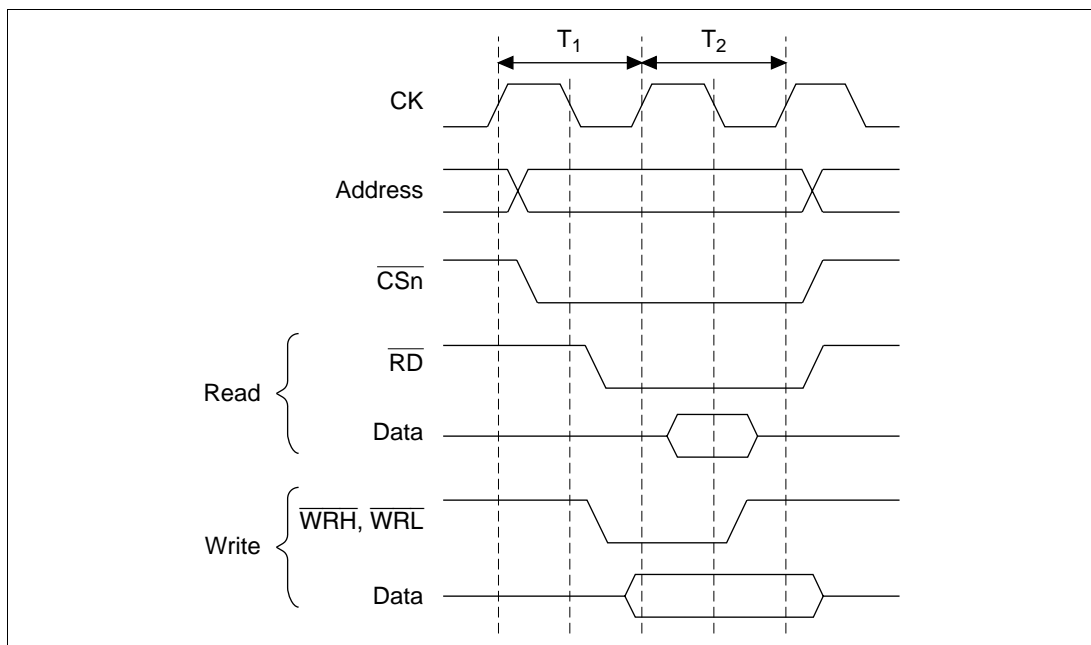 T₁ T₂
CK
Address
CSn
RD
Read
Data
WRH, WRL
Write
Data